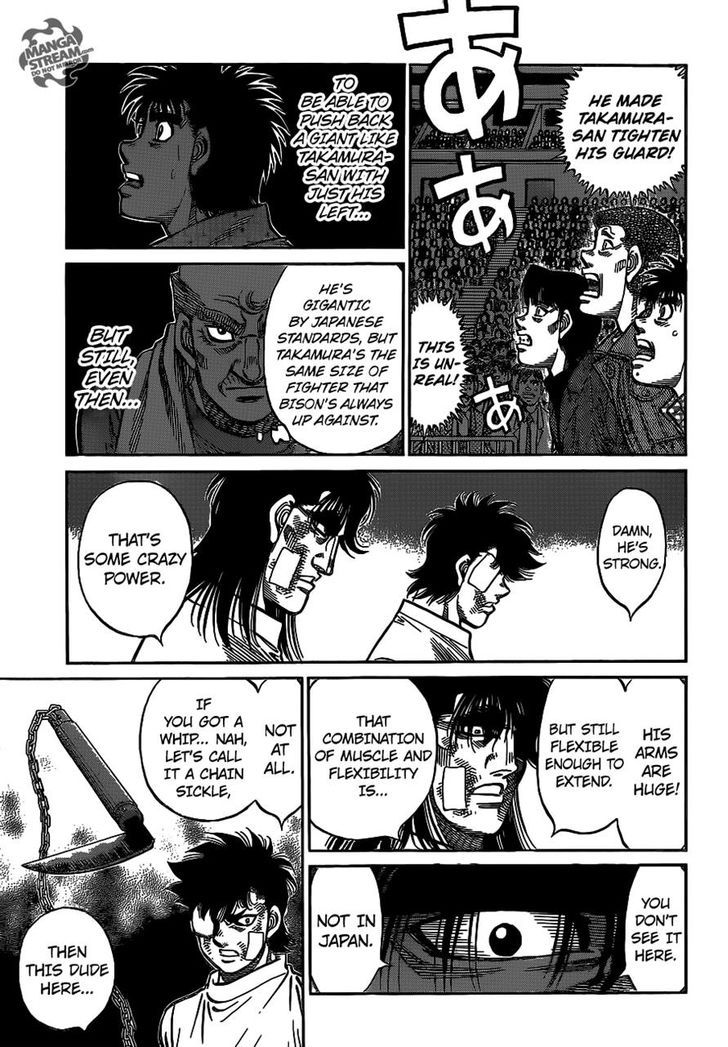 MANGA
STREAM.com
DO NOT MIRROR
HE MADE
TAKAMURA-
SAN TIGHTEN
HIS GUARD!
あ
あ
あ
THIS
IS UN-
REAL!
TO
BE ABLE TO
PUSH BACK
A GIANT LIKE
TAKAMURA-
SAN WITH
JUST HIS
LEFT...
HE'S
GIGANTIC
BY JAPANESE
STANDARDS, BUT
TAKAMURA'S THE
SAME SIZE OF
FIGHTER THAT
BISON'S ALWAYS
UP AGAINST.
BUT
STILL,
EVEN
THEN...
DAMN,
HE'S
STRONG.
THAT'S
SOME CRAZY
POWER.
HIS
ARMS
ARE
HUGE!
BUT STILL
FLEXIBLE
ENOUGH TO
EXTEND.
THAT
COMBINATION
OF MUSCLE AND
FLEXIBILITY
IS...
YOU
DON'T
SEE IT
HERE.
NOT IN
JAPAN.
NOT
AT
ALL.
IF
YOU GOT A
WHIP... NAH,
LET'S CALL
IT A CHAIN
SICKLE,
THEN
THIS DUDE
HERE...